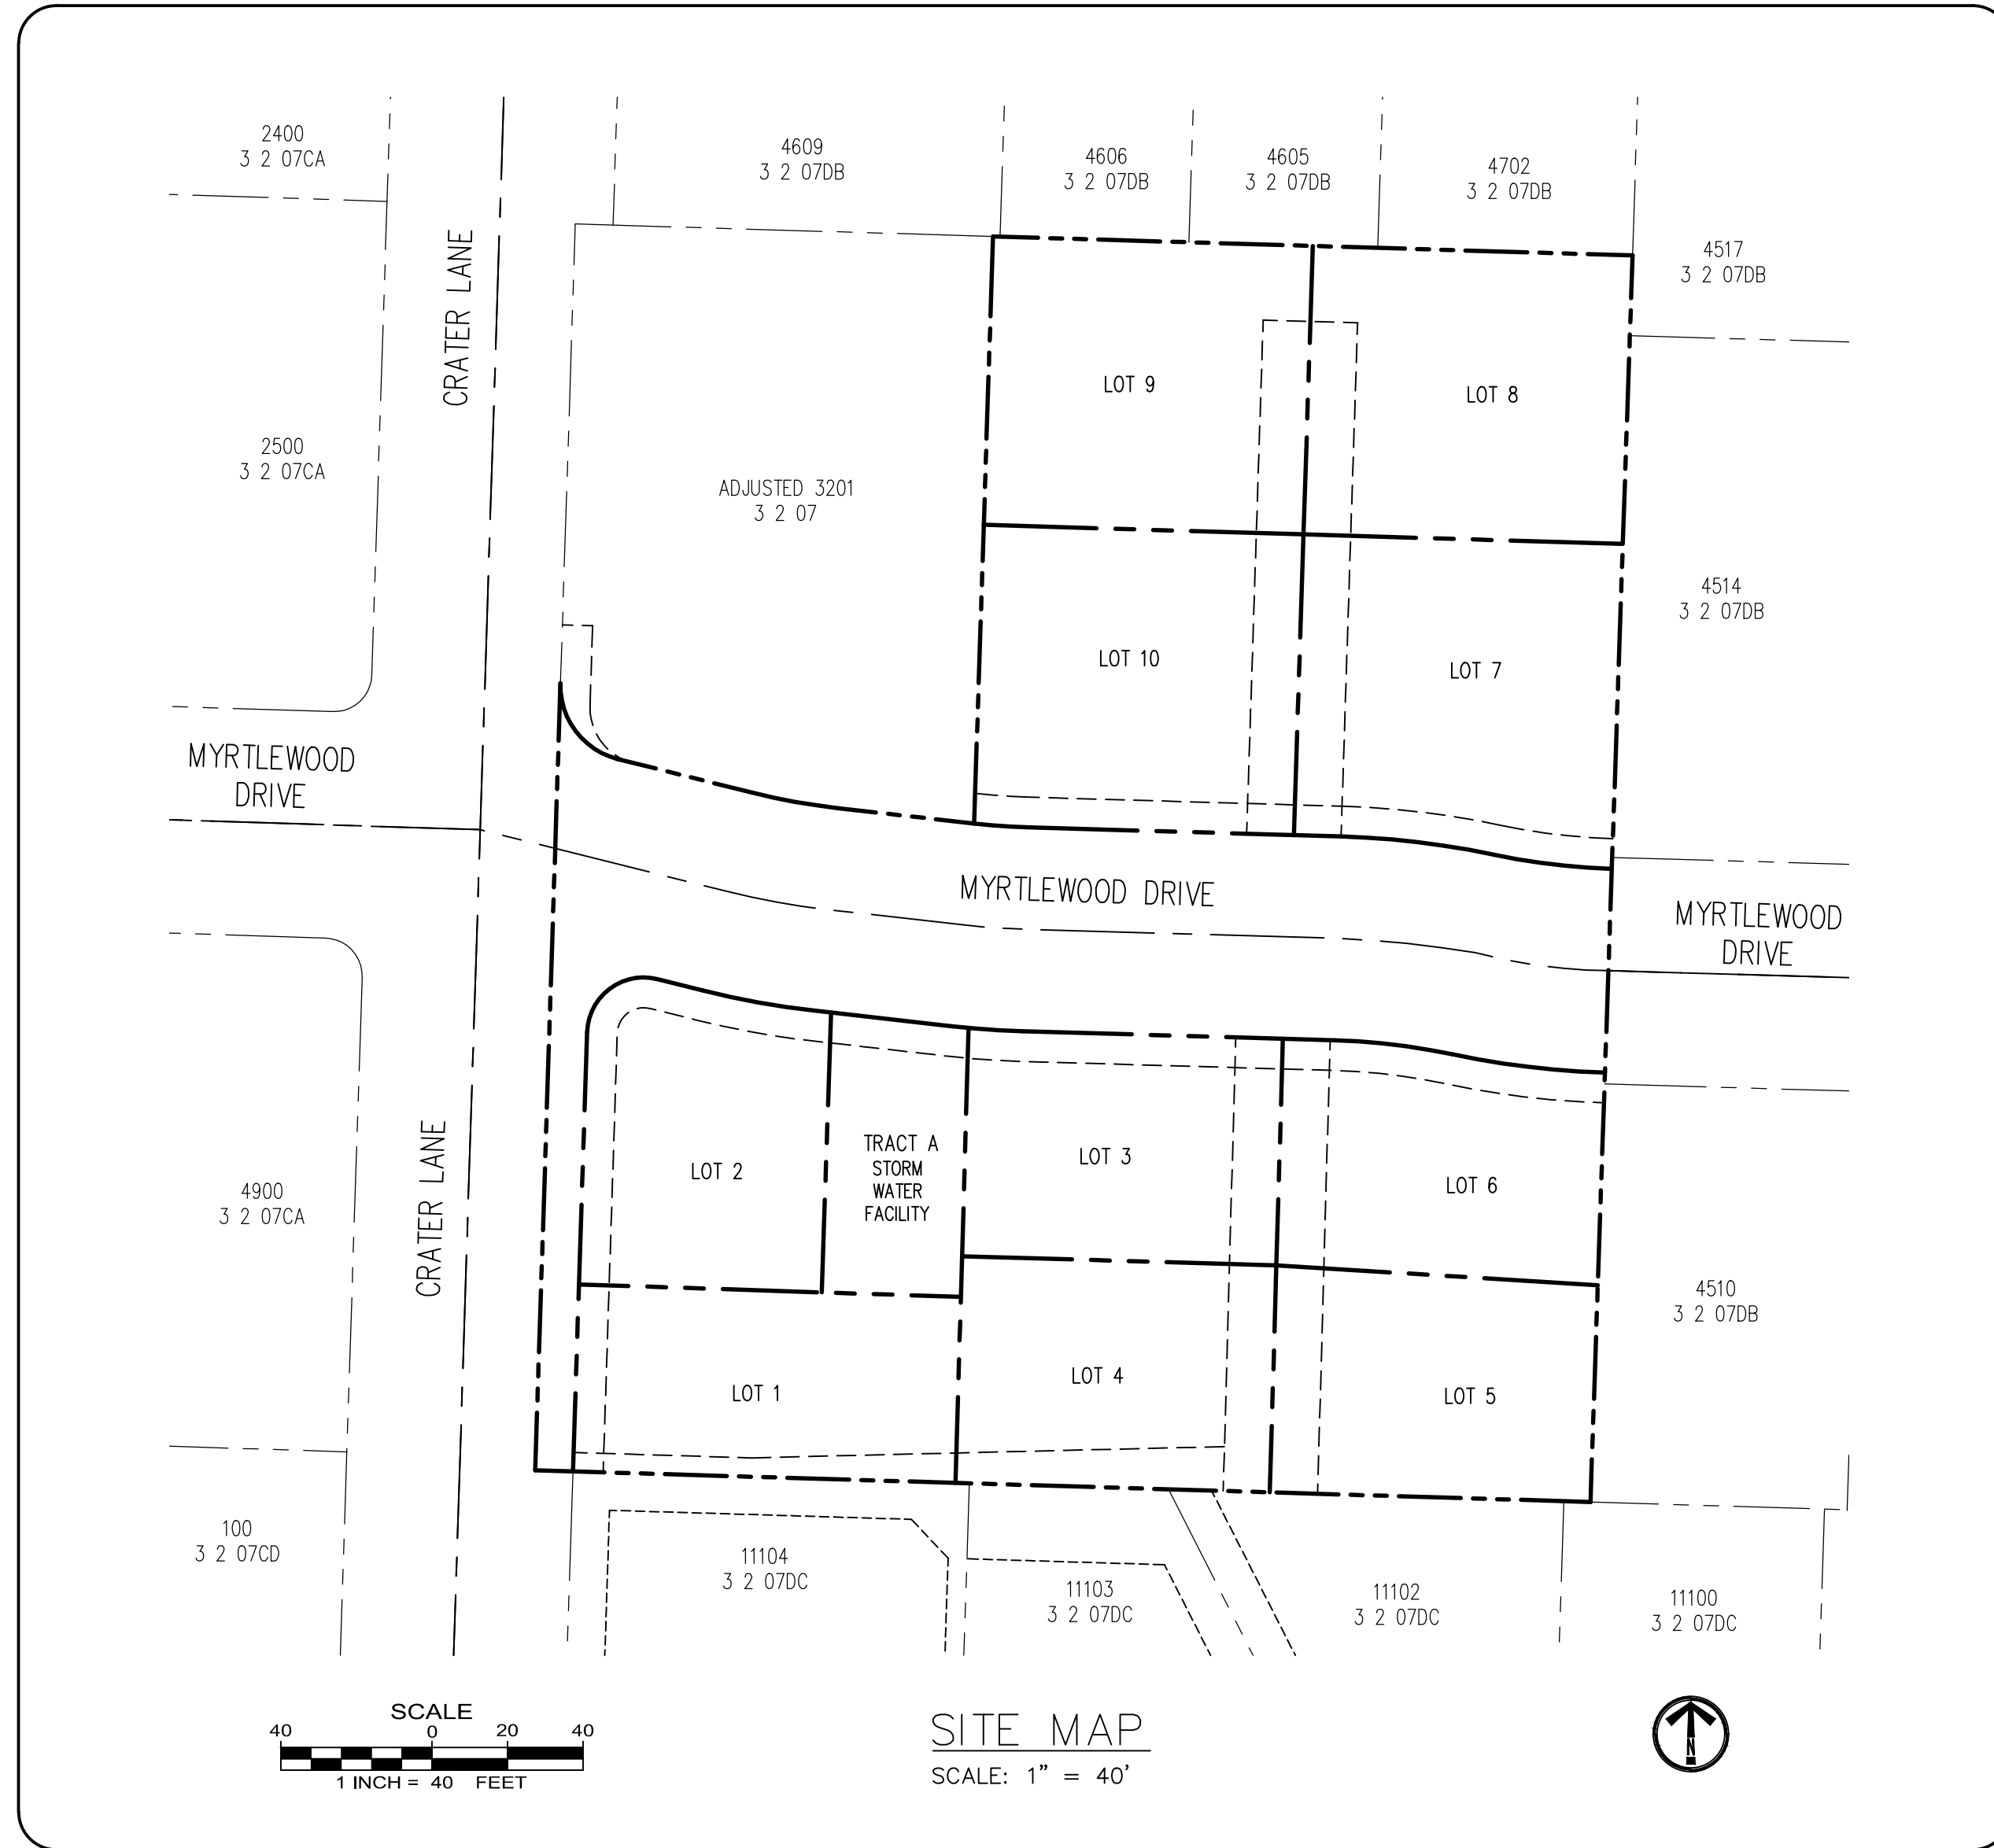 2400
3 2 07CA
4609
3 2 07DB
4606
3 2 07DB
4605
3 2 07DB
4702
3 2 07DB
4517
3 2 07DB
CRATER LANE
LOT 9
LOT 8
2500
3 2 07CA
ADJUSTED 3201
3 2 07
4514
3 2 07DB
LOT 10
LOT 7
MYRTLEWOOD
DRIVE
MYRTLEWOOD DRIVE
MYRTLEWOOD
DRIVE
CRATER LANE
LOT 2
TRACT A
STORM
WATER
FACILITY
LOT 3
LOT 6
4900
3 2 07CA
4510
3 2 07DB
LOT 1
LOT 4
LOT 5
100
3 2 07CD
11104
3 2 07DC
11103
3 2 07DC
11102
3 2 07DC
11100
3 2 07DC
SCALE
40 0 20 40
1 INCH = 40 FEET
SITE MAP
SCALE: 1" = 40'
N